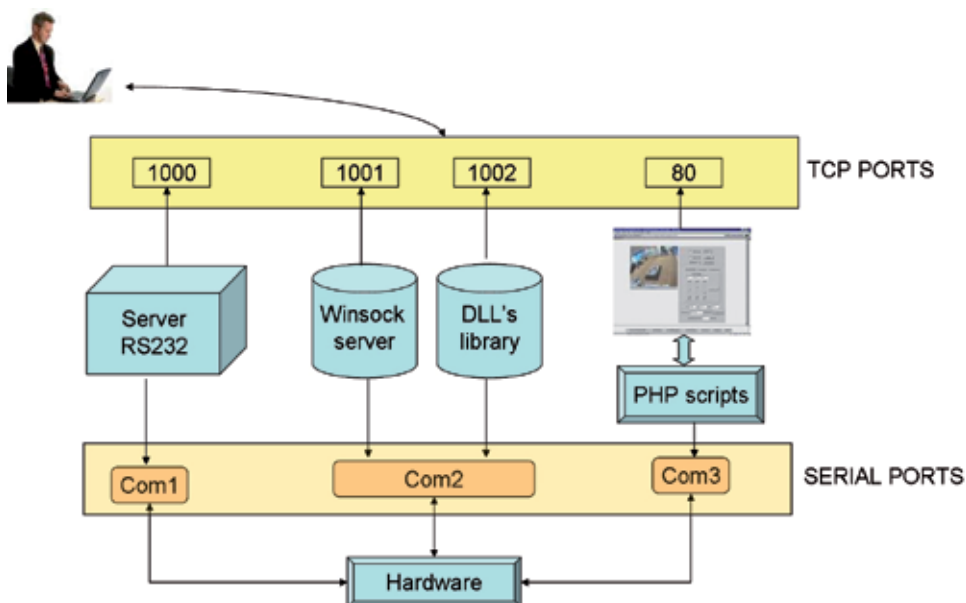 1000
1001
1002
80
TCP PORTS
Server
RS232
Winsock
server
DLL's
library
PHP scripts
Com1
Com2
Com3
SERIAL PORTS
Hardware